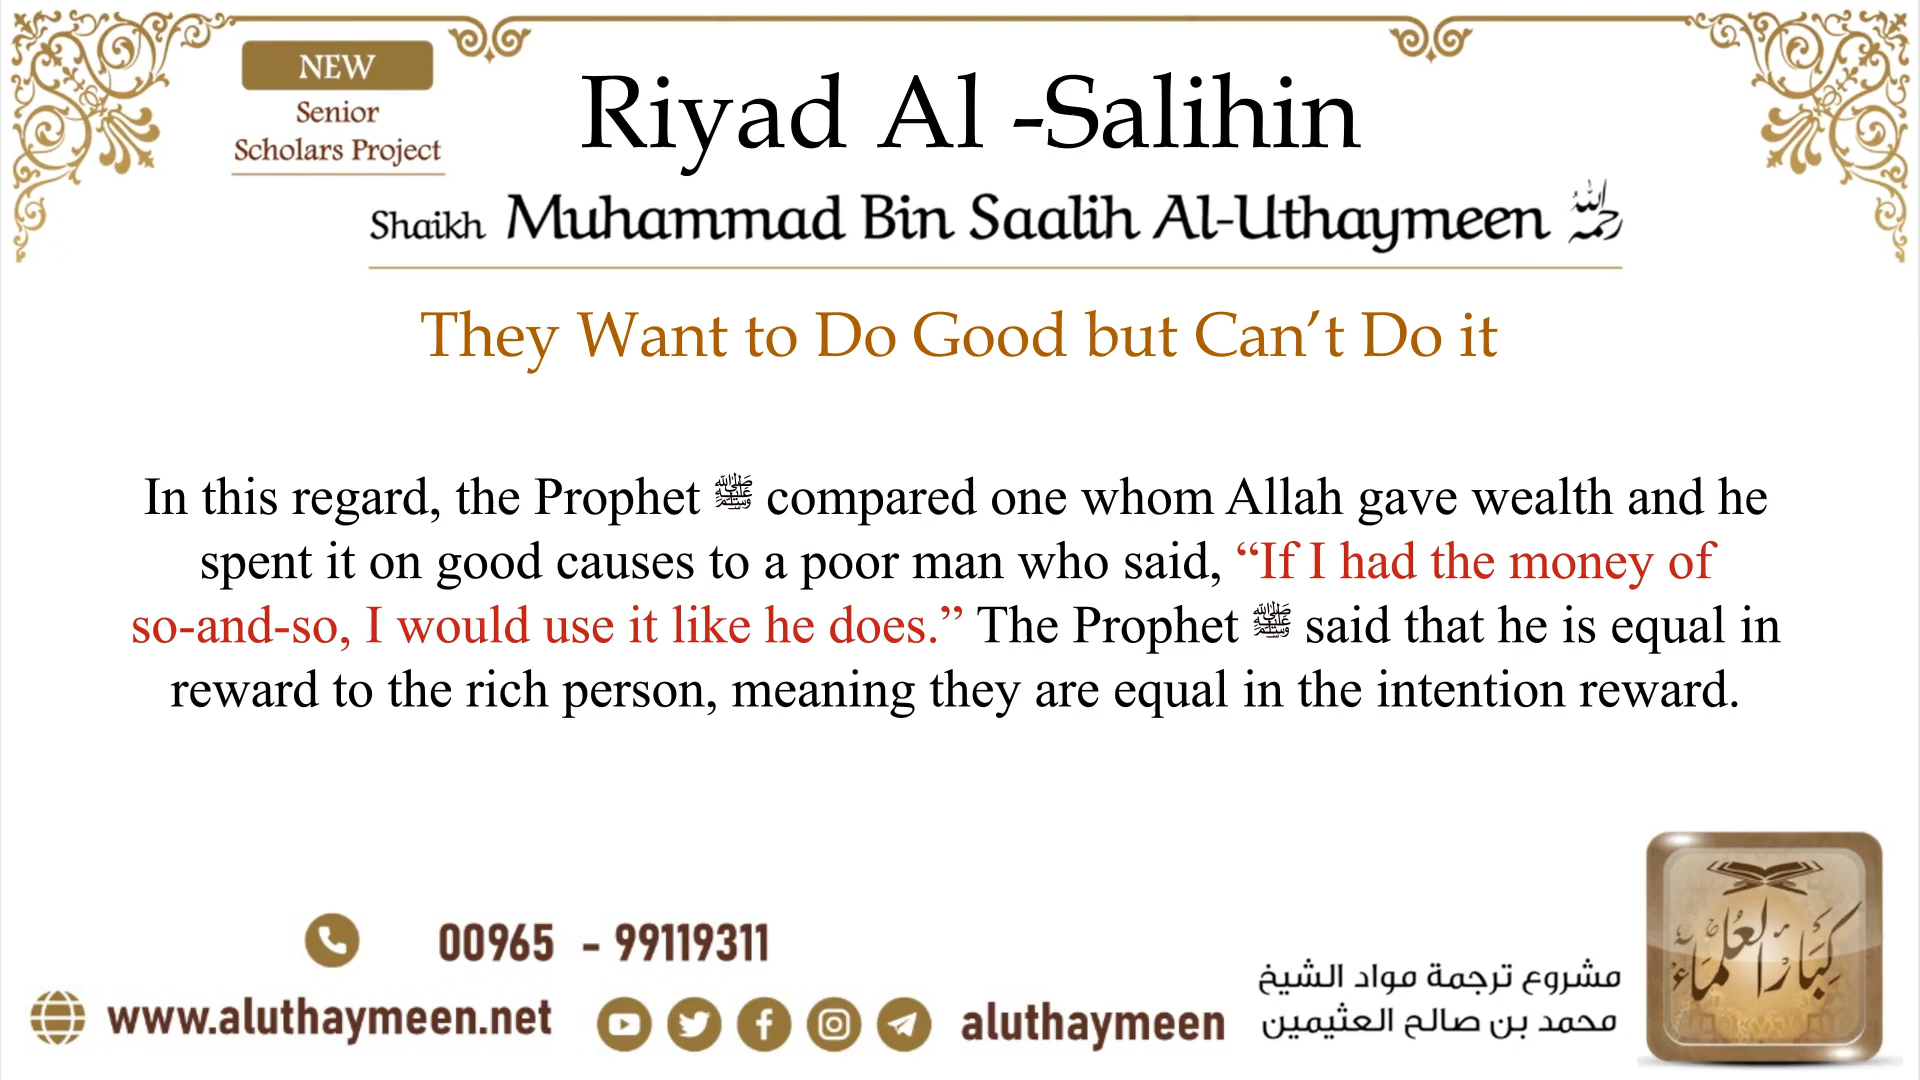 NEW
Senior
Scholars Project
Riyad Al -Salihin
Shaikh Muhammad Bin Saalih Al-Uthaymeen رحمه الله
They Want to Do Good but Can’t Do it
In this regard, the Prophet ﷺ compared one whom Allah gave wealth and he
spent it on good causes to a poor man who said, “If I had the money of
so-and-so, I would use it like he does.” The Prophet ﷺ said that he is equal in
reward to the rich person, meaning they are equal in the intention reward.
00965 - 99119311
www.aluthaymeen.net
aluthaymeen
مشروع ترجمة مواد الشيخ
محمد بن صالح العثيمين
كِبَارُ العُلَمَاء